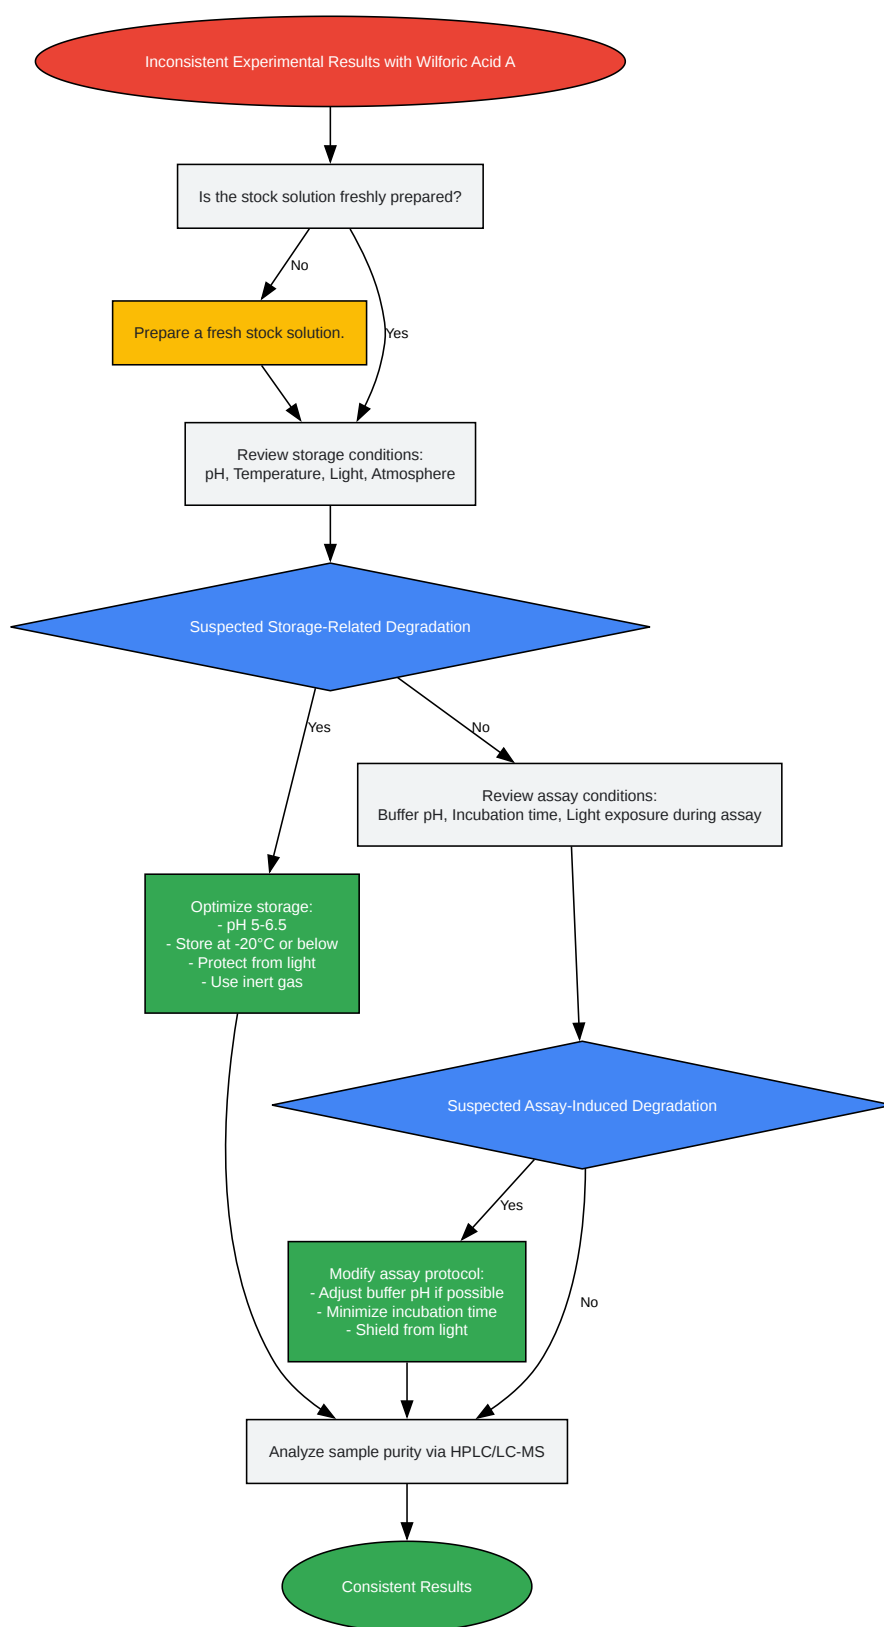 Inconsistent Experimental Results with Wilforic Acid A
Is the stock solution freshly prepared?
No
Prepare a fresh stock solution.
Yes
Review storage conditions:
pH, Temperature, Light, Atmosphere
Suspected Storage-Related Degradation
Yes
No
Review assay conditions:
Buffer pH, Incubation time, Light exposure during assay
Optimize storage:
- pH 5-6.5
- Store at -20°C or below
- Protect from light
- Use inert gas
Suspected Assay-Induced Degradation
Yes
Modify assay protocol:
- Adjust buffer pH if possible
- Minimize incubation time
- Shield from light
No
Analyze sample purity via HPLC/LC-MS
Consistent Results